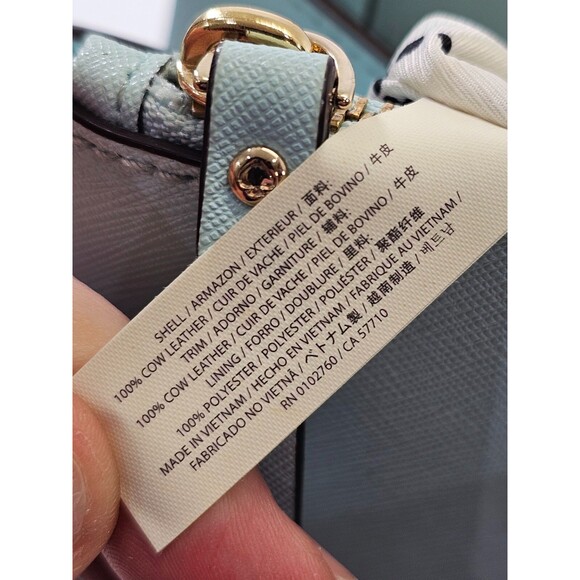 SHELL / ARMAZON / EXTERIEUR / 面料:
100% COW LEATHER / CUIR DE VACHE / PIEL DE BOVINO / 牛皮
TRIM / ADORNO / GARNITURE / 辅料:
100% COW LEATHER / CUIR DE VACHE / PIEL DE BOVINO / 牛皮
LINING / FORRO / DOUBLURE / 里料:
100% POLYESTER / POLYESTER / POLIÉSTER / 聚酯纤维
MADE IN VIETNAM / HECHO EN VIETNAM / FABRIQUE AU VIETNAM /
FABRICADO NO VIETNÃ / ベトナム製 / 越南制造 / 베트남
RN 0102760 / CA 57710